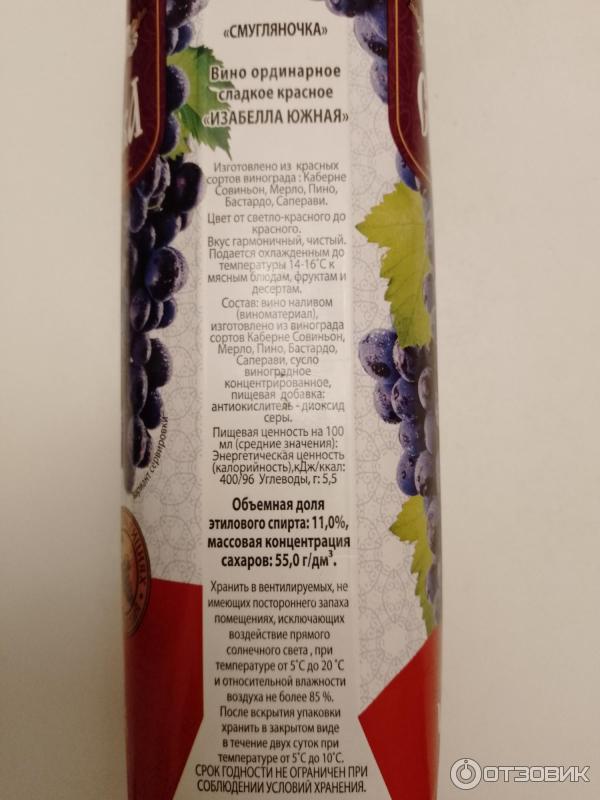 «СМУГЛЯНОЧКА»
Вино ординарное
сладкое красное
«ИЗАБЕЛЛА ЮЖНАЯ»
Изготовлено из красных
сортов винограда : Каберне
Совиньон, Мерло, Пино,
Бастардо, Саперави.
Цвет от светло-красного до
красного.
Вкус гармоничный, чистый.
Подается охлажденным до
температуры 14-16˚С к
мясным блюдам, фруктам и
десертам.
Состав: вино наливом
(виноматериал),
изготовлено из винограда
сортов Каберне Совиньон,
Мерло, Пино, Бастардо,
Саперави, сусло
виноградное
концентрированное,
пищевая добавка:
антиокислитель - диоксид
серы.
Пищевая ценность на 100
мл (средние значения):
Энергетическая ценность
(калорийность),кДж/ккал:
400/96 Углеводы, г: 5,5
Объемная доля
этилового спирта: 11,0%,
массовая концентрация
сахаров: 55,0 г/дм³.
Хранить в вентилируемых, не
имеющих постороннего запаха
помещениях, исключающих
воздействие прямого
солнечного света , при
температуре от 5˚С до 20 ˚С
и относительной влажности
воздуха не более 85 %.
После вскрытия упаковки
хранить в закрытом виде
в течение двух суток при
температуре от 5˚С до 10˚С.
СРОК ГОДНОСТИ НЕ ОГРАНИЧЕН ПРИ
СОБЛЮДЕНИИ УСЛОВИЙ ХРАНЕНИЯ.
вариант сервировки
ОТЗОВИК